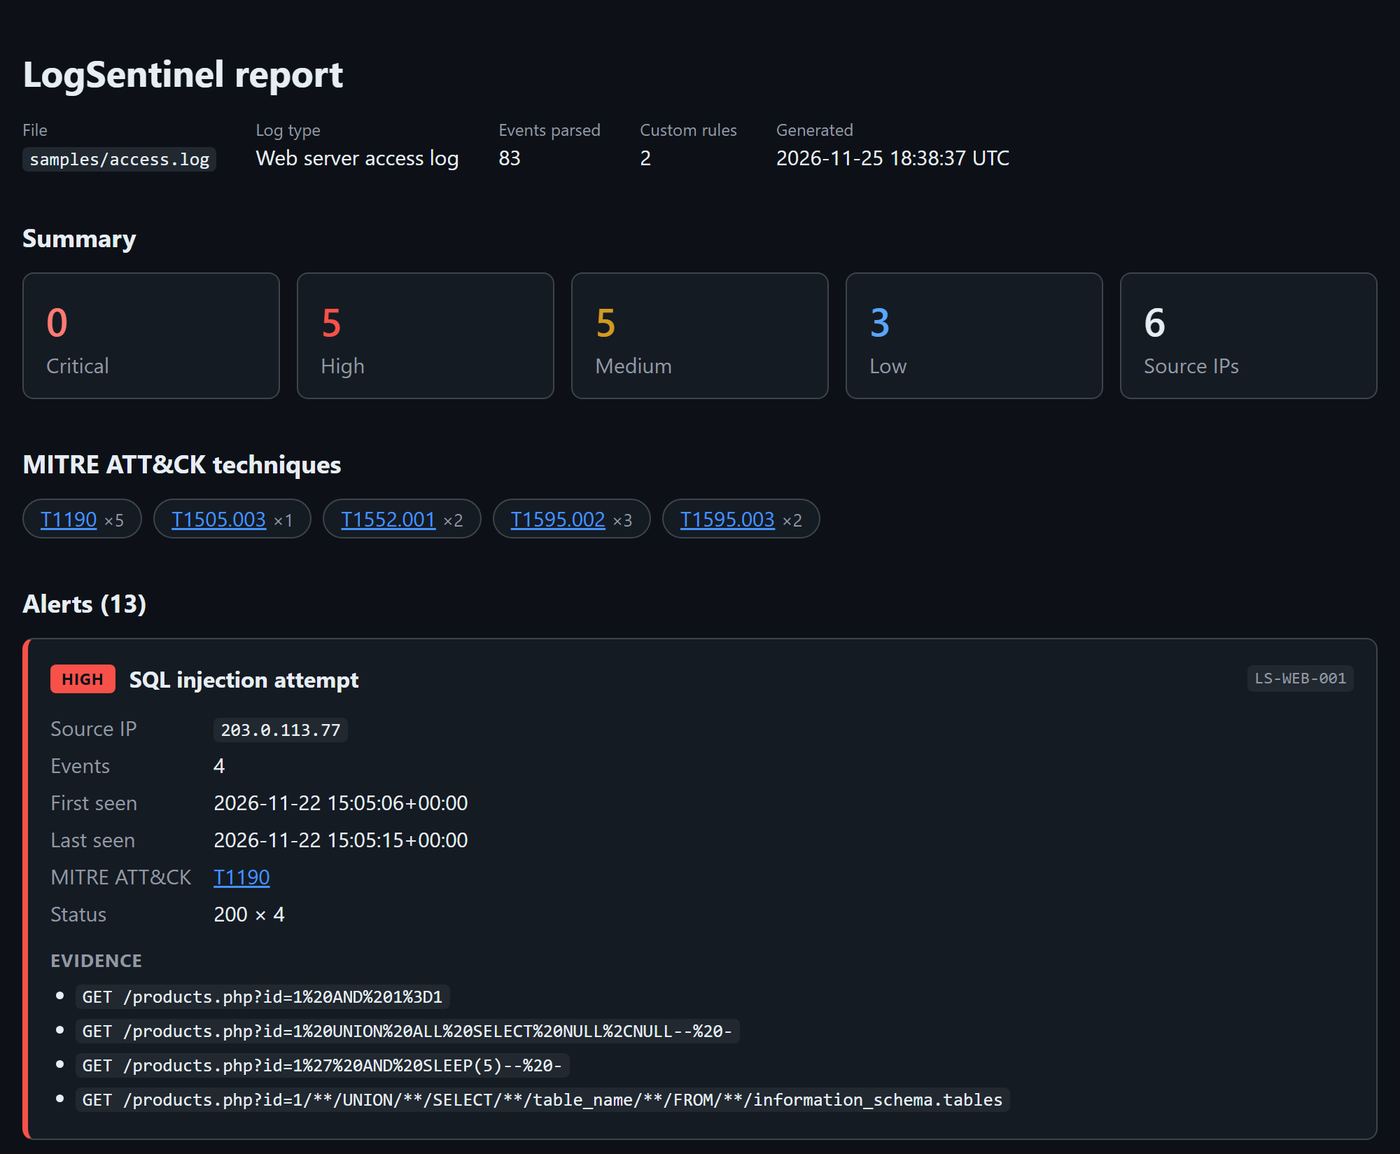 LogSentinel report
File Log type Events parsed Custom rules Generated
samples/access.log Web server access log 83 2 2026-11-25 18:38:37 UTC
Summary
0 5 5 3 6
Critical High Medium Low Source IPs
MITRE ATT&CK techniques
T1190 ×5 T1505.003 ×1 T1552.001 ×2 T1595.002 ×3 T1595.003 ×2
Alerts (13)
HIGH SQL injection attempt LS-WEB-001
Source IP 203.0.113.77
Events 4
First seen 2026-11-22 15:05:06+00:00
Last seen 2026-11-22 15:05:15+00:00
MITRE ATT&CK T1190
Status 200 × 4
EVIDENCE
GET /products.php?id=1%20AND%201%3D1
GET /products.php?id=1%20UNION%20ALL%20SELECT%20NULL%2CNULL--%20-
GET /products.php?id=1%27%20AND%20SLEEP(5)--%20-
GET /products.php?id=1/**/UNION/**/SELECT/**/table_name/**/FROM/**/information_schema.tables